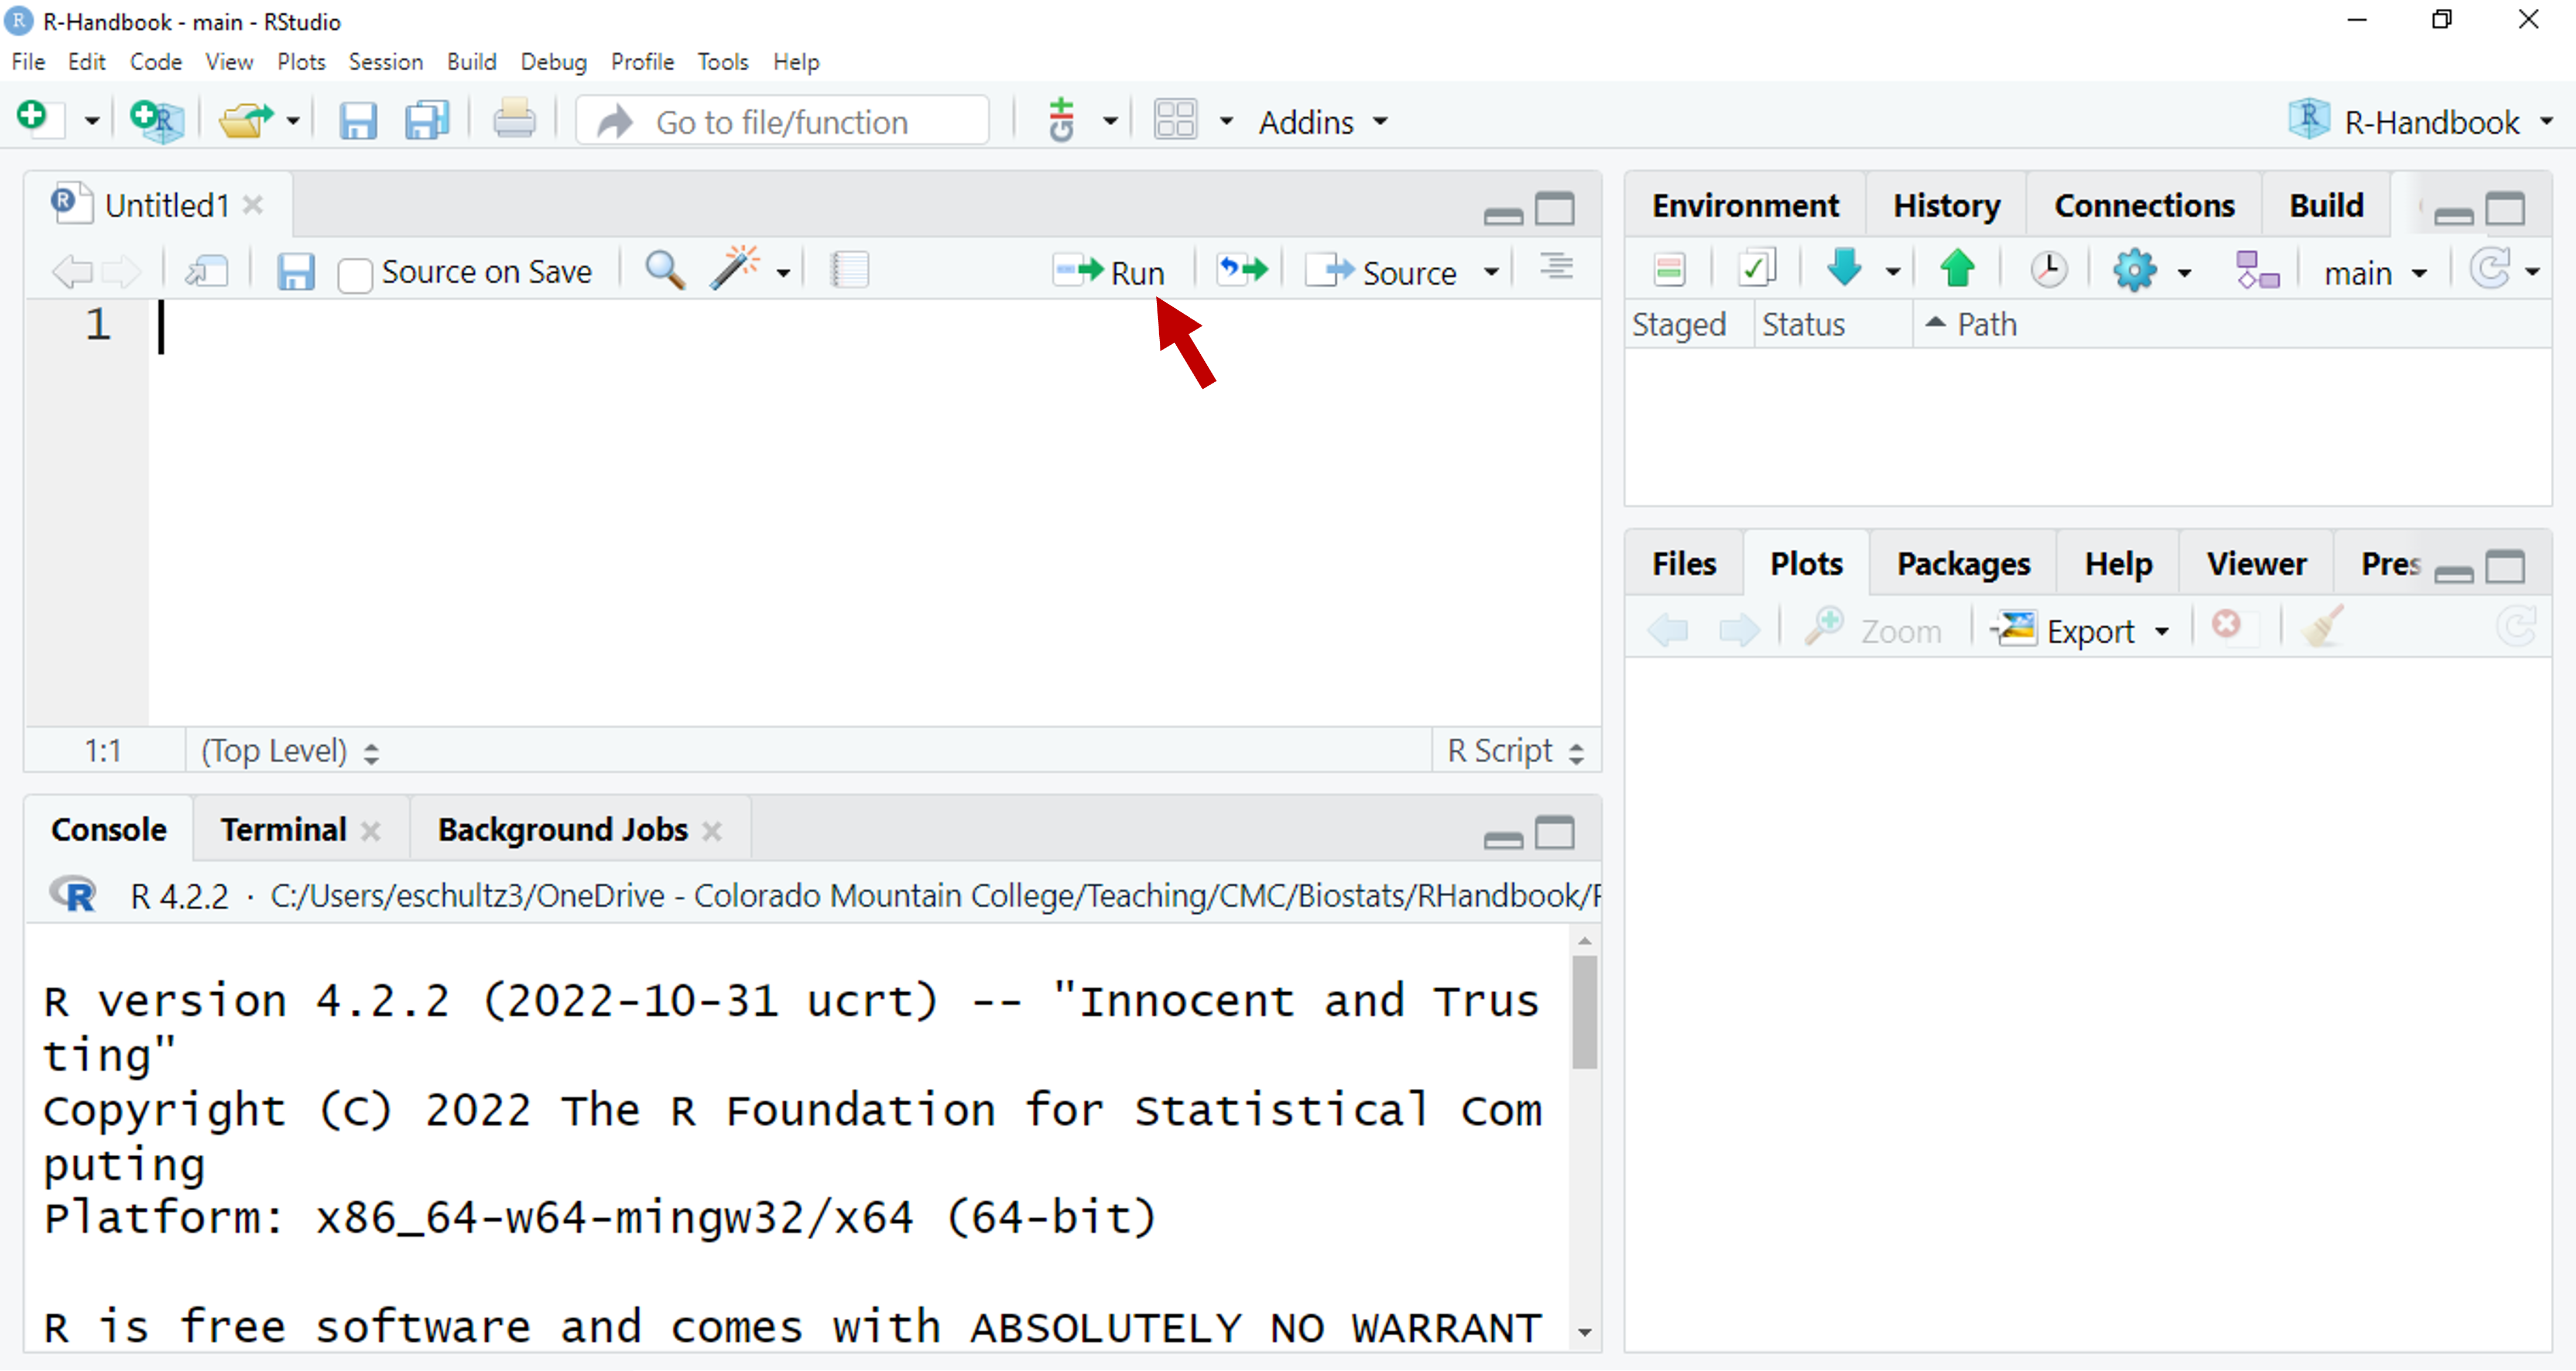 R-Handbook - main - RStudio
File Edit Code View Plots Session Build Debug Profile Tools Help
Go to file/function Addins R-Handbook
Untitled1
Source on Save Run Source
1
1:1 (Top Level) R Script
Console Terminal Background Jobs
R 4.2.2 · C:/Users/eschultz3/OneDrive - Colorado Mountain College/Teaching/CMC/Biostats/RHandbook/
R version 4.2.2 (2022-10-31 ucrt) -- "Innocent and Trus
ting"
Copyright (C) 2022 The R Foundation for Statistical Com
puting
Platform: x86_64-w64-mingw32/x64 (64-bit)
R is free software and comes with ABSOLUTELY NO WARRANT
Environment History Connections Build
main
Staged Status Path
Files Plots Packages Help Viewer Pres
Zoom Export